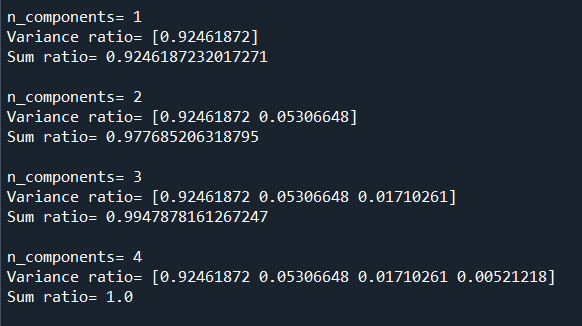 n_components= 1
Variance ratio= [0.92461872]
Sum ratio= 0.9246187232017271
n_components= 2
Variance ratio= [0.92461872 0.05306648]
Sum ratio= 0.977685206318795
n_components= 3
Variance ratio= [0.92461872 0.05306648 0.01710261]
Sum ratio= 0.9947878161267247
n_components= 4
Variance ratio= [0.92461872 0.05306648 0.01710261 0.00521218]
Sum ratio= 1.0